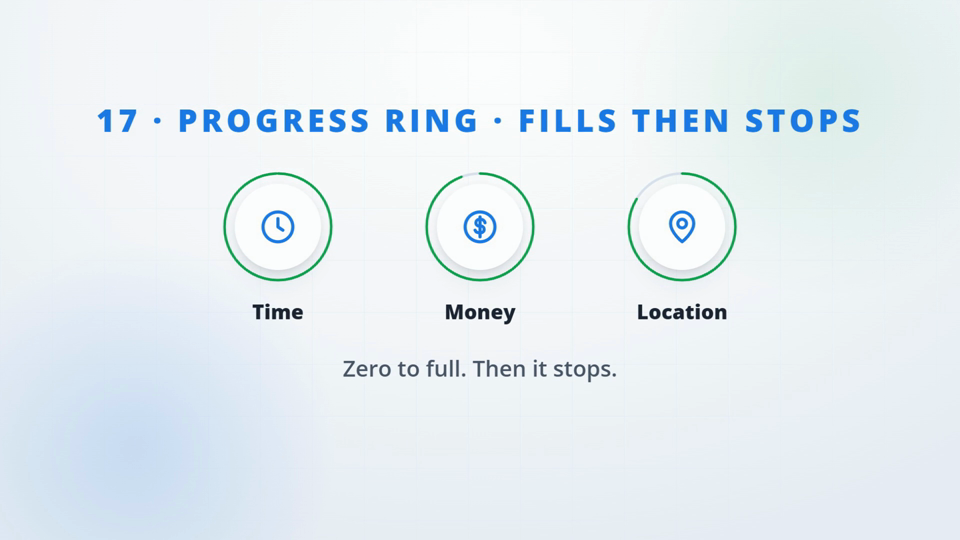 17 · PROGRESS RING · FILLS THEN STOPS
$
Time Money Location
Zero to full. Then it stops.